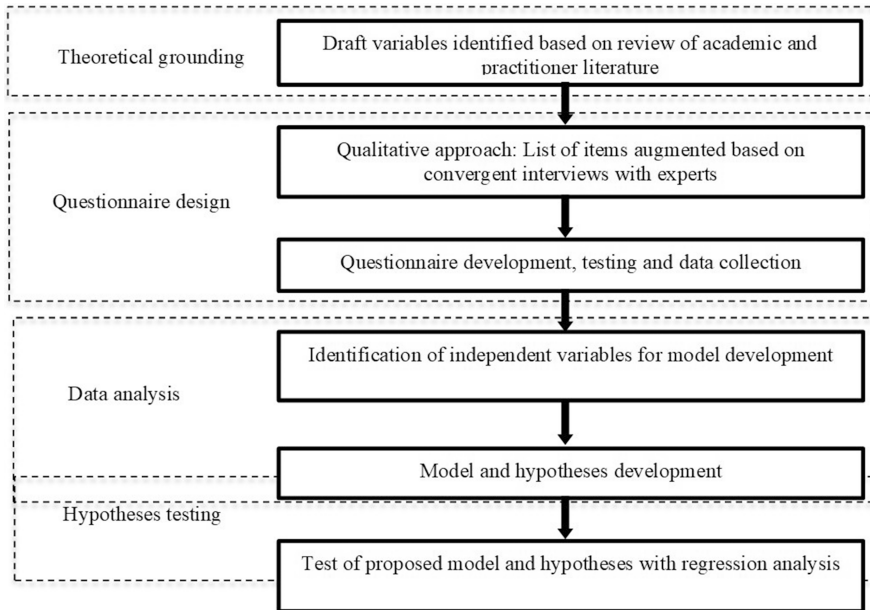 Theoretical grounding
Draft variables identified based on review of academic and
practitioner literature
Questionnaire design
Qualitative approach: List of items augmented based on
convergent interviews with experts
Questionnaire development, testing and data collection
Data analysis
Identification of independent variables for model development
Model and hypotheses development
Hypotheses testing
Test of proposed model and hypotheses with regression analysis